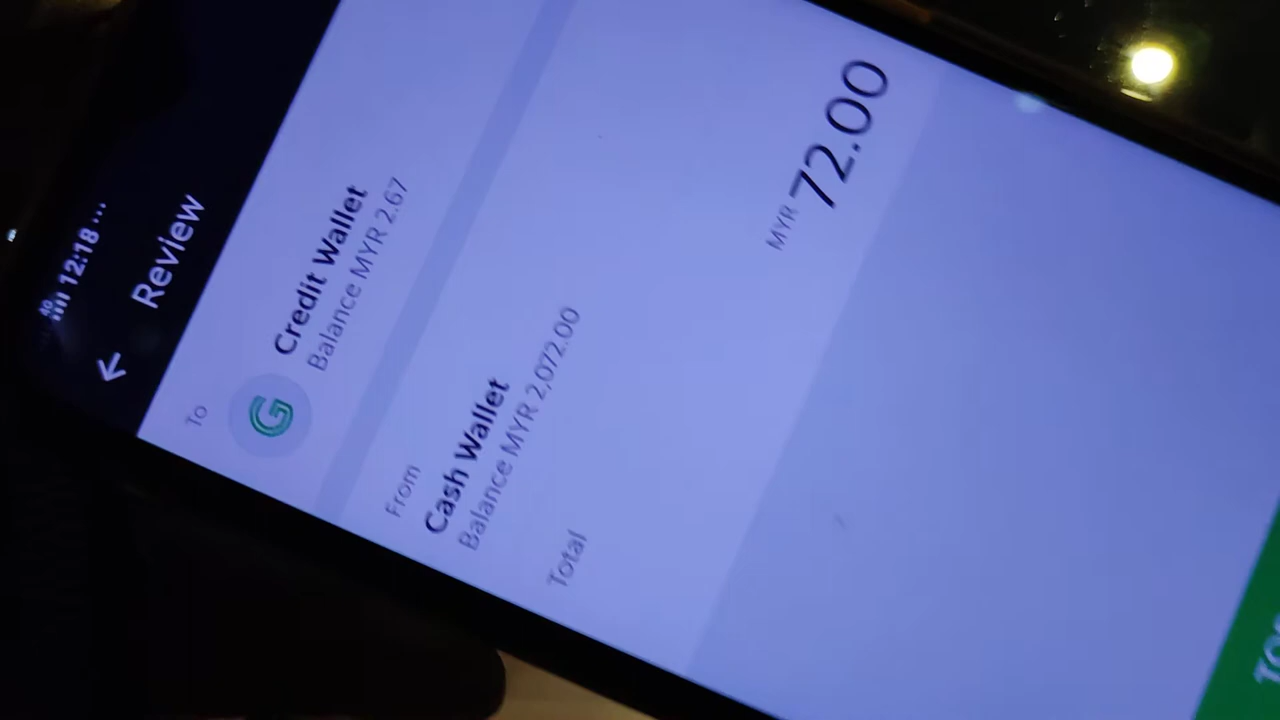 4G 12:18 ...
Review
To
G
Credit Wallet
Balance MYR 2.67
From
Cash Wallet
Balance MYR 2,072.00
Total
MYR 72.00